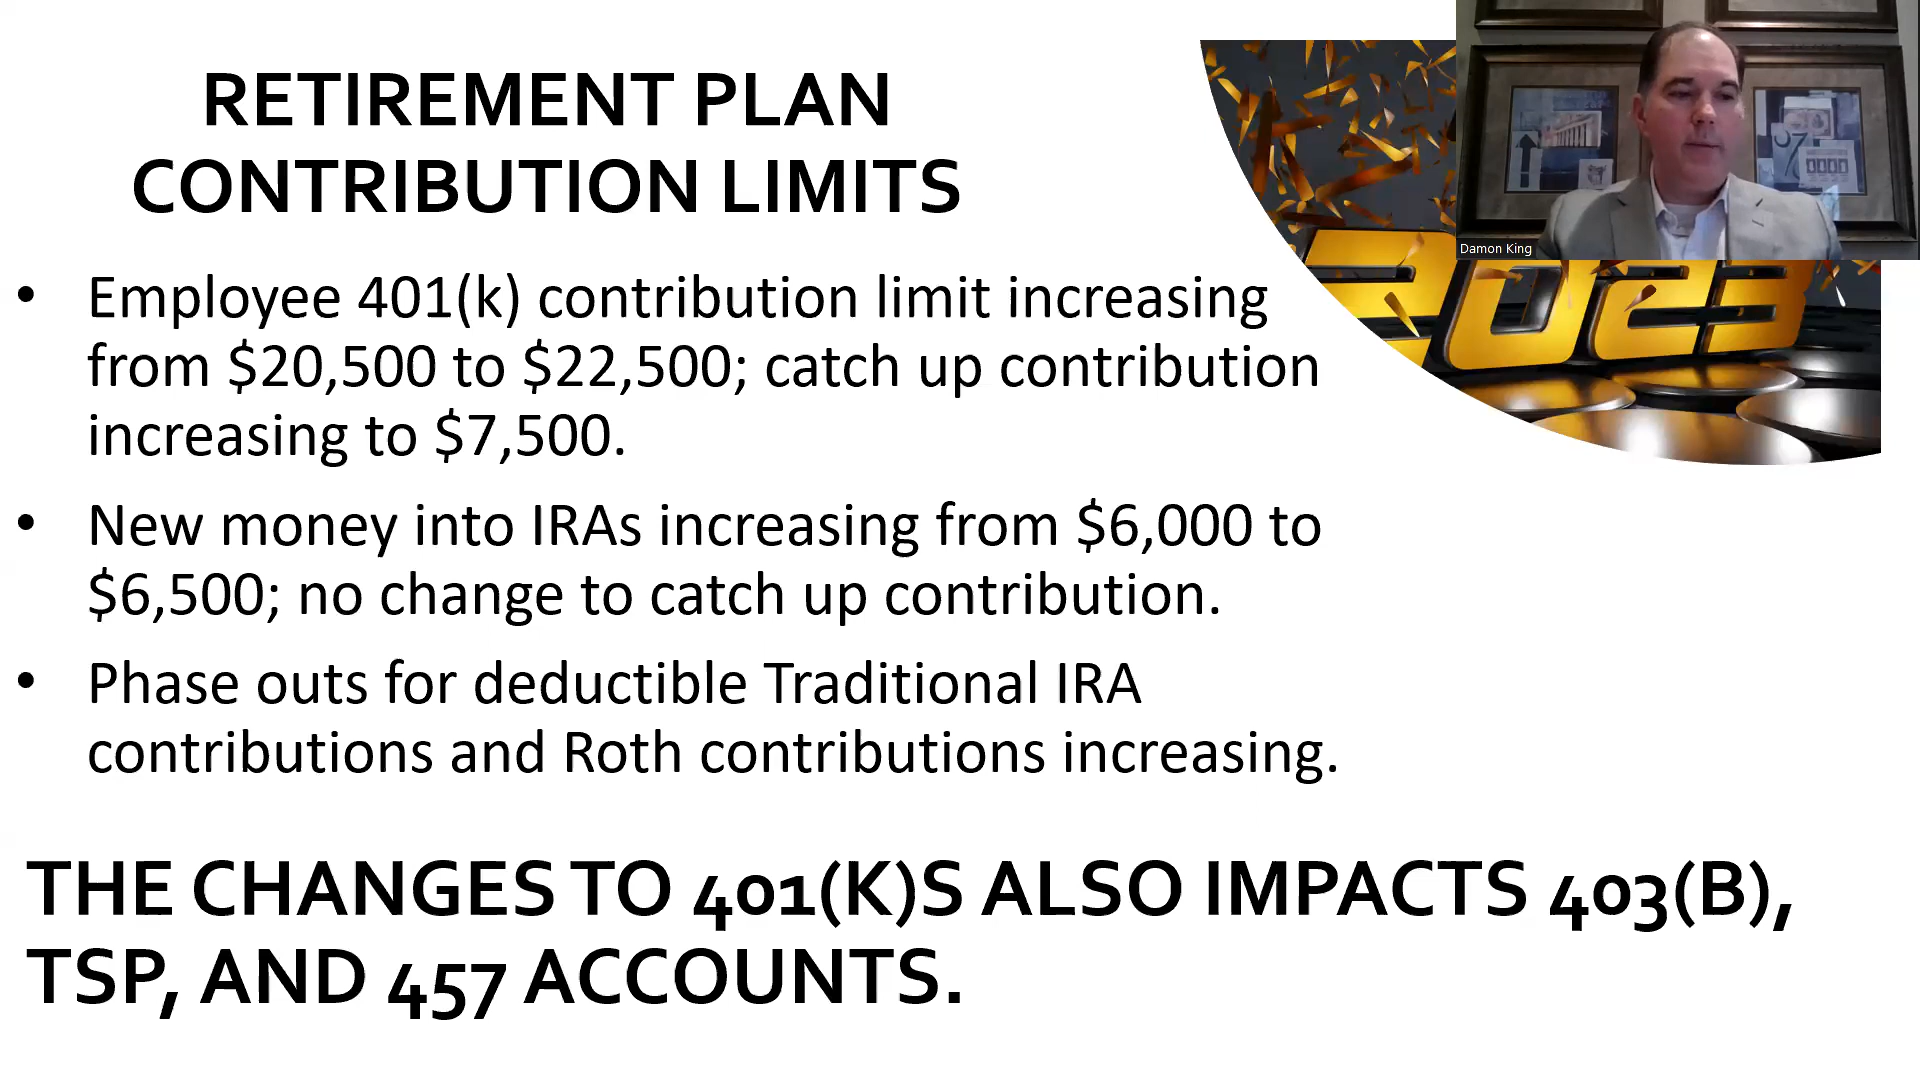 RETIREMENT PLAN
CONTRIBUTION LIMITS
• Employee 401(k) contribution limit increasing
from $20,500 to $22,500; catch up contribution
increasing to $7,500.
• New money into IRAs increasing from $6,000 to
$6,500; no change to catch up contribution.
• Phase outs for deductible Traditional IRA
contributions and Roth contributions increasing.
THE CHANGES TO 401(K)S ALSO IMPACTS 403(B),
TSP, AND 457 ACCOUNTS.
2023
Damon King